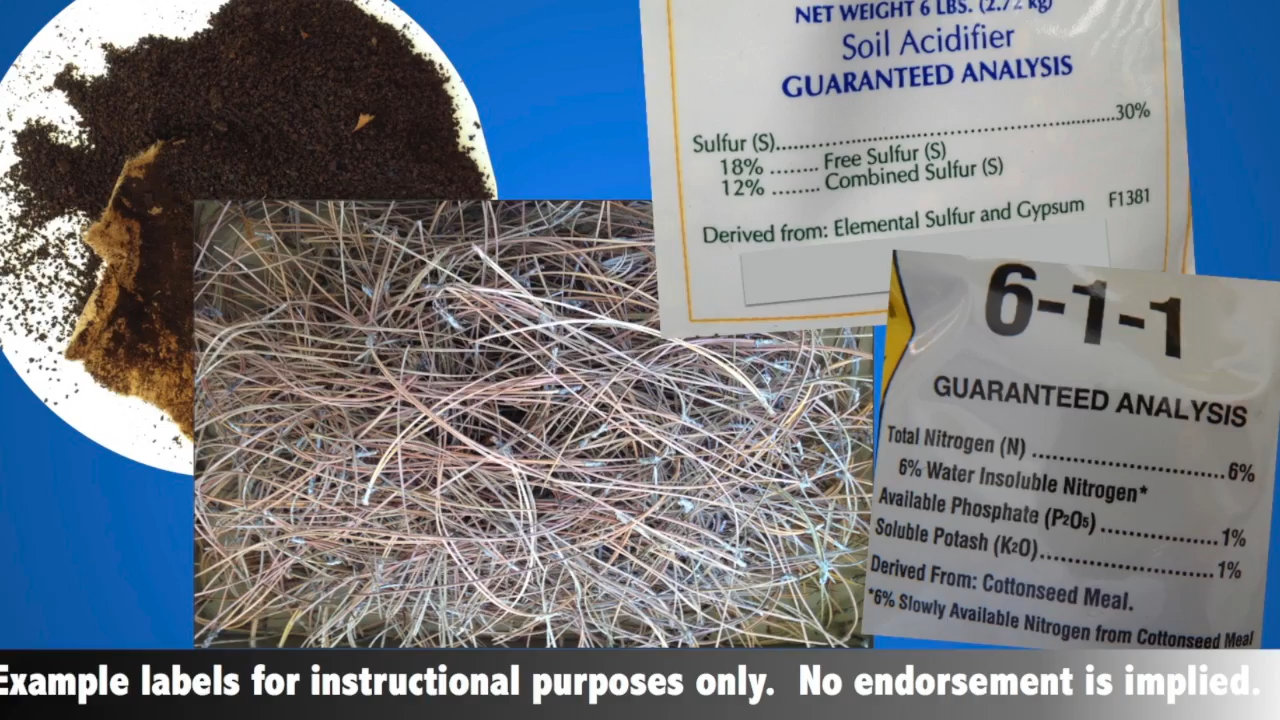 NET WEIGHT 6 LBS. (2.72 kg)
Soil Acidifier
GUARANTEED ANALYSIS
Sulfur (S)..........................................................30%
18% ........ Free Sulfur (S)
12% ........ Combined Sulfur (S)
Derived from: Elemental Sulfur and Gypsum F1381
6-1-1
GUARANTEED ANALYSIS
Total Nitrogen (N) ..............................6%
6% Water Insoluble Nitrogen*
Available Phosphate (P2O5) ..................1%
Soluble Potash (K2O)...........................1%
Derived From: Cottonseed Meal.
*6% Slowly Available Nitrogen from Cottonseed Meal
Example labels for instructional purposes only. No endorsement is implied.